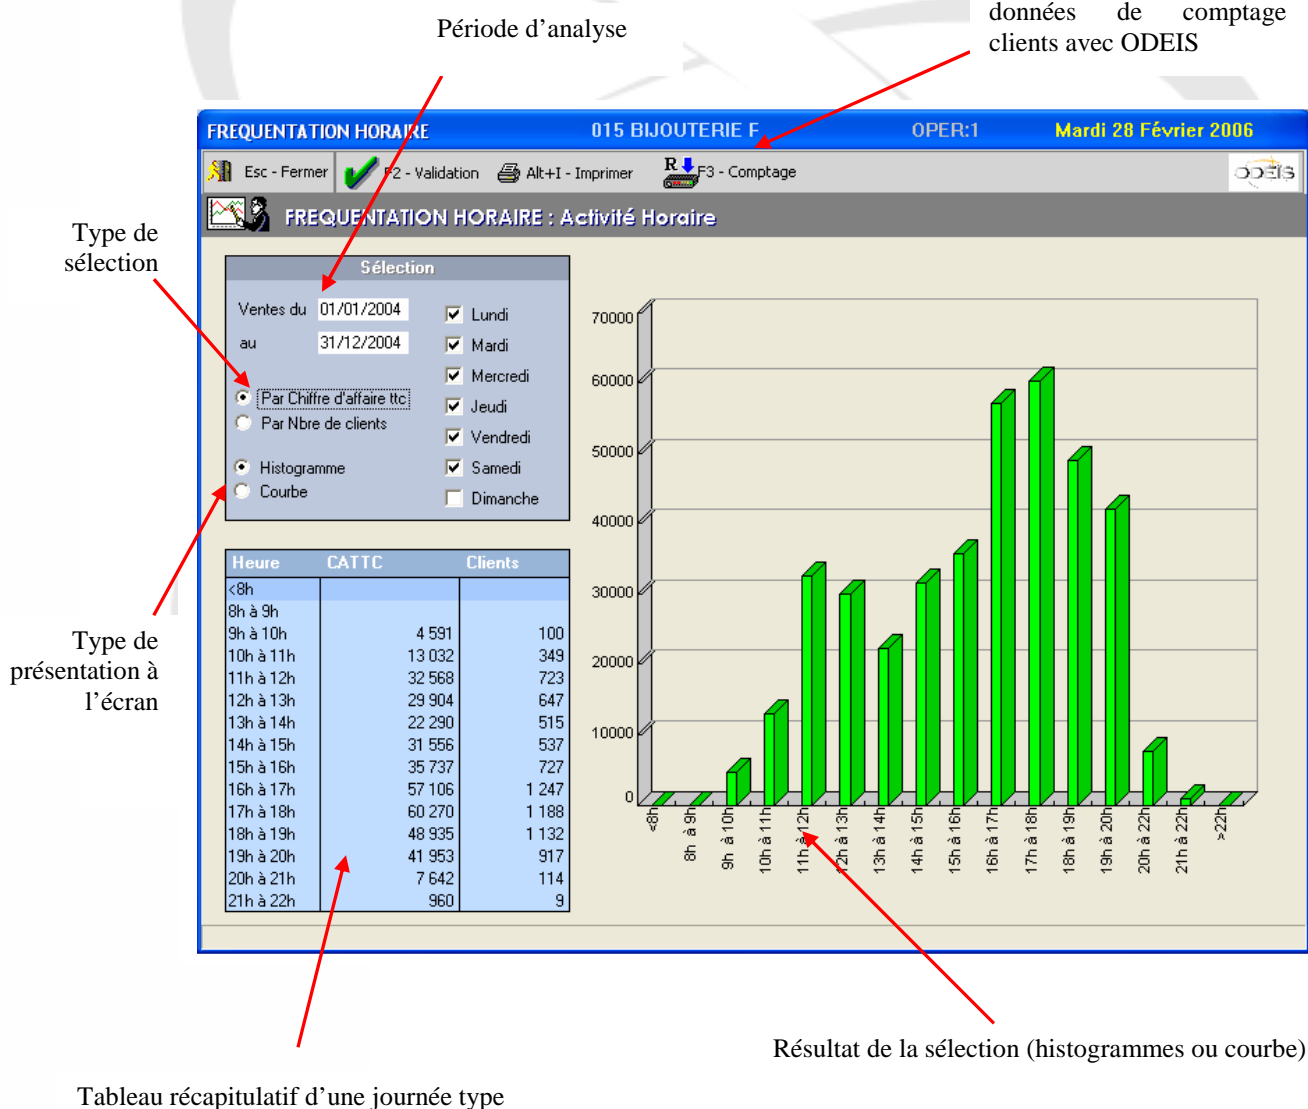 données de comptage
clients avec ODEIS
Période d’analyse
FREQUENTATION HORAIRE 015 BIJOUTERIE F OPER:1 Mardi 28 Février 2006
Esc - Fermer F2 - Validation Alt+I - Imprimer R F3 - Comptage ODEIS
FREQUENTATION HORAIRE : Activité Horaire
Type de
sélection
Sélection
Ventes du 01/01/2004
au 31/12/2004
Par Chiffre d'affaire ttc
Par Nbre de clients
Histogramme
Courbe
Lundi
Mardi
Mercredi
Jeudi
Vendredi
Samedi
Dimanche
Type de
présentation à
l’écran
Heure CATTC Clients
<8h
8h à 9h
9h à 10h 4 591 100
10h à 11h 13 032 349
11h à 12h 32 568 723
12h à 13h 29 904 647
13h à 14h 22 290 515
14h à 15h 31 556 537
15h à 16h 35 737 727
16h à 17h 57 106 1 247
17h à 18h 60 270 1 188
18h à 19h 48 935 1 132
19h à 20h 41 953 917
20h à 21h 7 642 114
21h à 22h 960 9
70000
60000
50000
40000
30000
20000
10000
0
<8h
8h à 9h
9h à 10h
10h à 11h
11h à 12h
12h à 13h
13h à 14h
14h à 15h
15h à 16h
16h à 17h
17h à 18h
18h à 19h
19h à 20h
20h à 22h
21h à 22h
>22h
Résultat de la sélection (histogrammes ou courbe)
Tableau récapitulatif d’une journée type